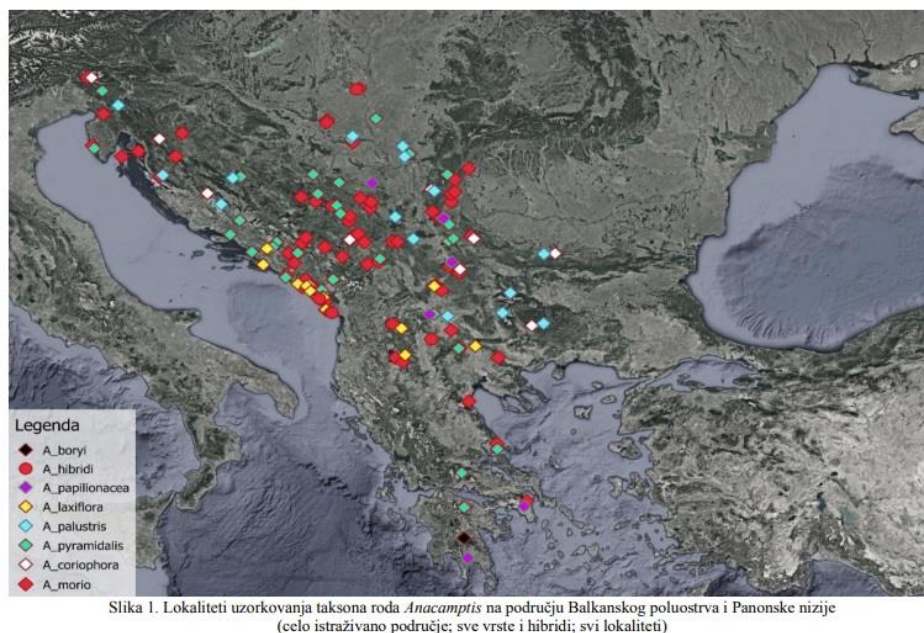 Legenda
A_boryi
A_hibridi
A_papilionacea
A_laxiflora
A_palustris
A_pyramidalis
A_coriophora
A_morio
Slika 1. Lokaliteti uzorkovanja taksona roda Anacamptis na području Balkanskog poluostrva i Panonske nizije
(celo istraživano područje; sve vrste i hibridi; svi lokaliteti)